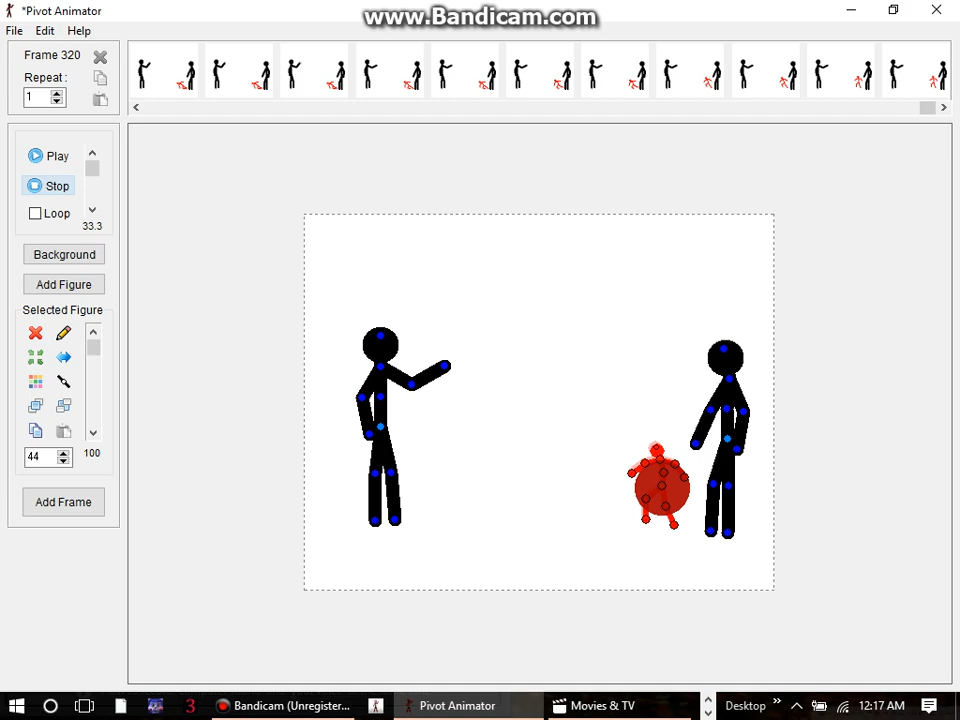 *Pivot Animator
www.Bandicam.com
File Edit Help
Frame 320
Repeat :
1
Play
Stop
Loop
33.3
Background
Add Figure
Selected Figure
44
100
Add Frame
3
Bandicam (Unregister...
Pivot Animator
Movies & TV
Desktop
12:17 AM